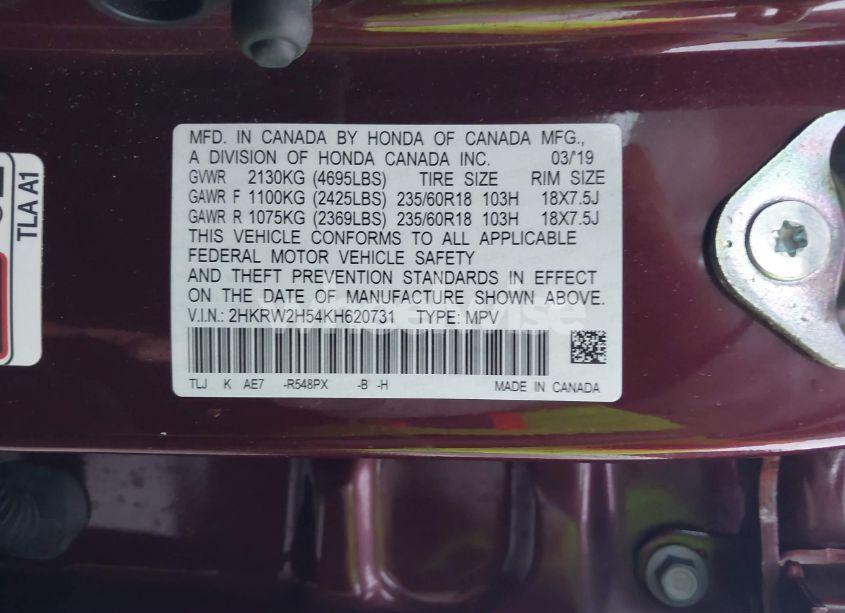 MFD. IN CANADA BY HONDA OF CANADA MFG.,
A DIVISION OF HONDA CANADA INC. 03/'19
GVWR 2130KG (4695LBS) TIRE SIZE RIM SIZE
GAWR F 1100KG (2425LBS) 235/60R18 103H 18X7.5J
GAWR R 1075KG (2369LBS) 235/60R18 103H 18X7.5J
THIS VEHICLE CONFORMS TO ALL APPLICABLE
FEDERAL MOTOR VEHICLE SAFETY
AND THEFT PREVENTION STANDARDS IN EFFECT
ON THE DATE OF MANUFACTURE SHOWN ABOVE.
V.I.N.: 2HKRW2H54KH620731 TYPE: MPV
TLJ K AE7 -R548PX -B -H MADE IN CANADA
TLA A1